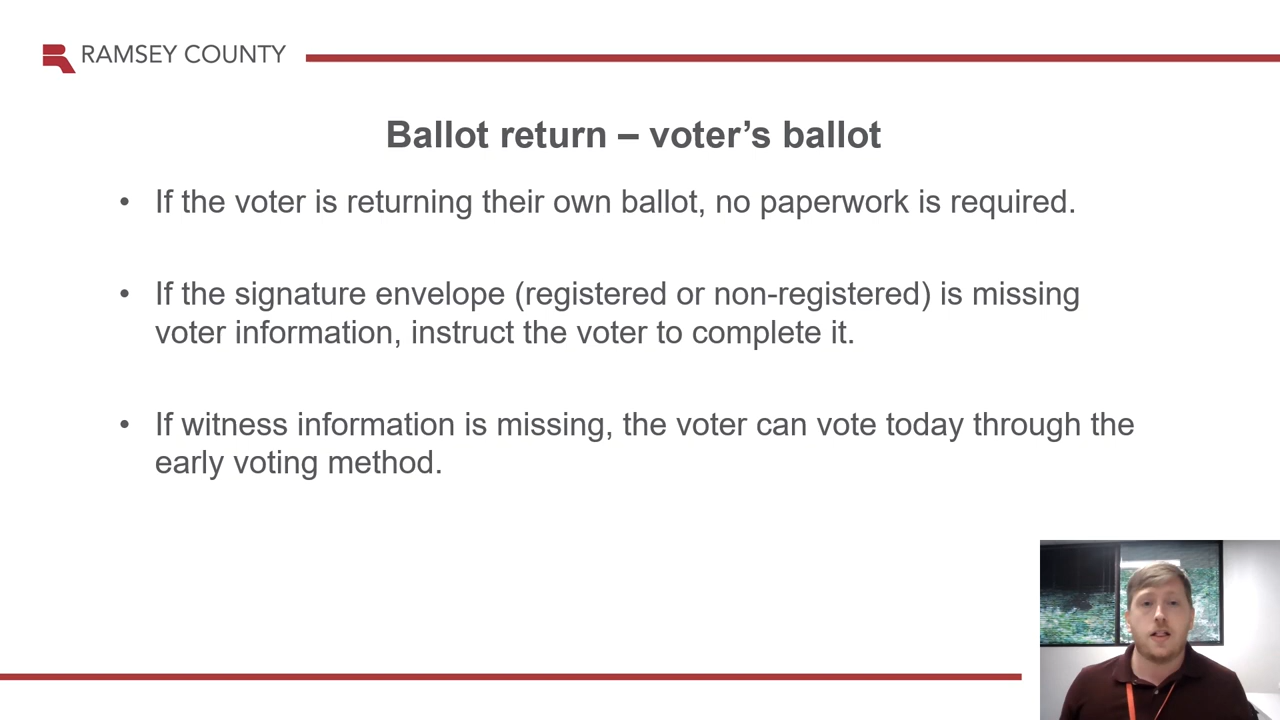 RAMSEY COUNTY
Ballot return – voter’s ballot
• If the voter is returning their own ballot, no paperwork is required.
• If the signature envelope (registered or non-registered) is missing
voter information, instruct the voter to complete it.
• If witness information is missing, the voter can vote today through the
early voting method.